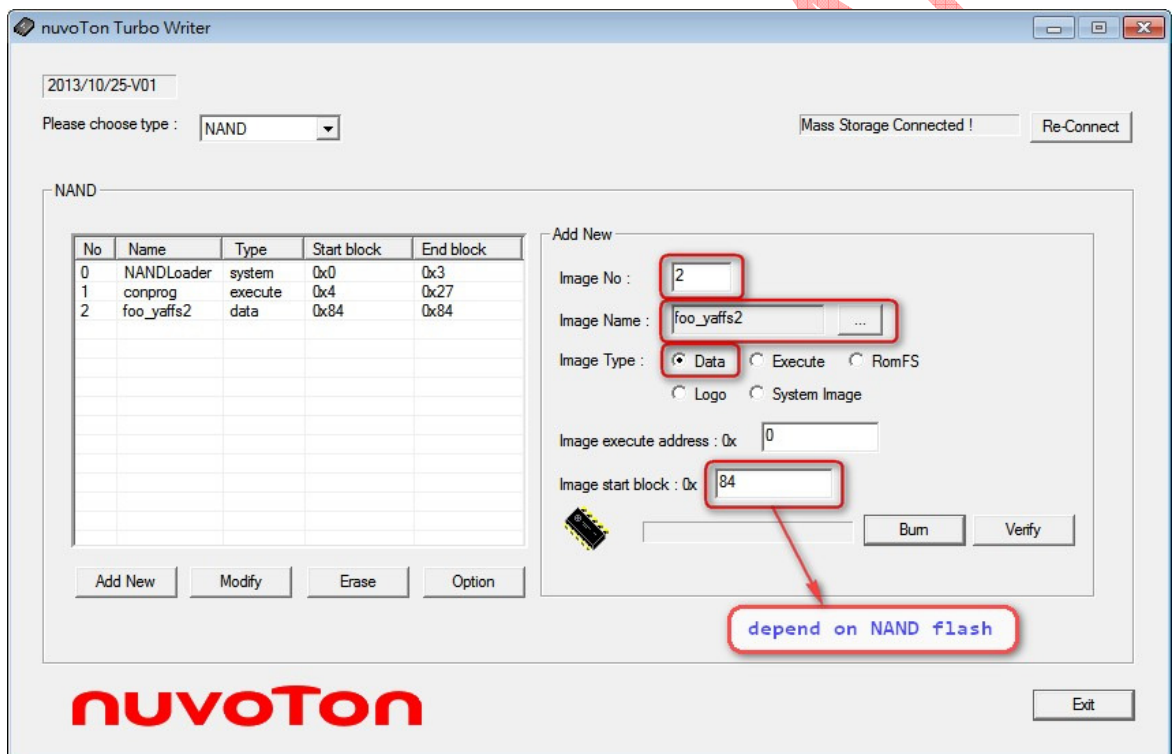 nuvoTon Turbo Writer
2013/10/25-V01
Please choose type : NAND
Mass Storage Connected ! Re-Connect
NAND
No Name Type Start block End block
0 NANDLoader system 0x0 0x3
1 conprog execute 0x4 0x27
2 foo_yaffs2 data 0x84 0x84
Add New Modify Erase Option
Add New
Image No : 2
Image Name : foo_yaffs2 ...
Image Type : Data Execute RomFS
Logo System Image
Image execute address : 0x 0
Image start block : 0x 84
Burn Verify
depend on NAND flash
nuvoTon
Exit